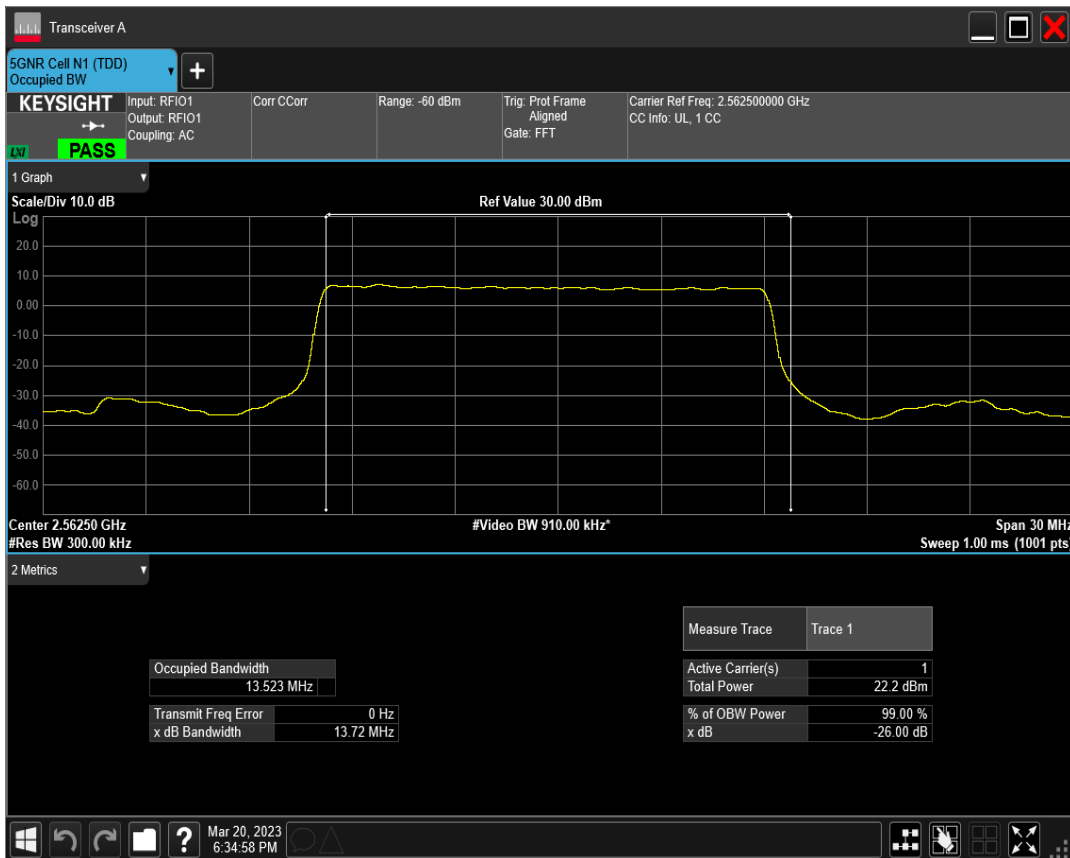 Transceiver A
5GNR Cell N1 (TDD)
Occupied BW
+
KEYSIGHT
LXI
PASS
Input: RFIO1
Output: RFIO1
Coupling: AC
Corr CCorr
Range: -60 dBm
Trig: Prot Frame
Aligned
Gate: FFT
Carrier Ref Freq: 2.562500000 GHz
CC Info: UL, 1 CC
1 Graph
Scale/Div 10.0 dB
Ref Value 30.00 dBm
Log
20.0
10.0
0.00
-10.0
-20.0
-30.0
-40.0
-50.0
-60.0
Center 2.56250 GHz
#Video BW 910.00 kHz*
Span 30 MHz
#Res BW 300.00 kHz
Sweep 1.00 ms (1001 pts)
2 Metrics
Measure Trace Trace 1
Occupied Bandwidth
13.523 MHz
Active Carrier(s) 1
Total Power 22.2 dBm
Transmit Freq Error 0 Hz
x dB Bandwidth 13.72 MHz
% of OBW Power 99.00 %
x dB -26.00 dB
?
Mar 20, 2023
6:34:58 PM